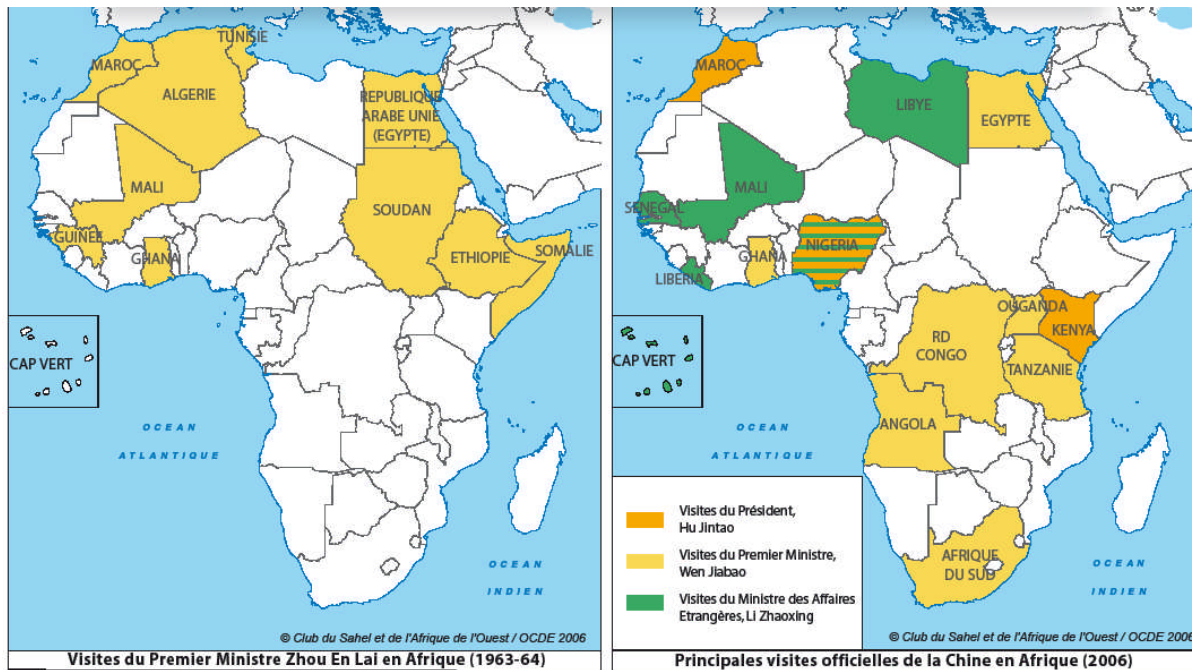 TUNISIE
MAROC
ALGERIE
REPUBLIQUE
ARABE UNIE
(EGYPTE)
MALI
SOUDAN
GUINÉE
GHANA
ETHIOPIE
SOMALIE
CAP VERT
OCEAN
ATLANTIQUE
OCEAN
INDIEN
© Club du Sahel et de l'Afrique de l'Ouest / OCDE 2006
Visites du Premier Ministre Zhou En Lai en Afrique (1963-64)
MAROC
LIBYE
EGYPTE
MALI
SENEGAL
NIGERIA
GHANA
LIBERIA
OUGANDA
KENYA
RD
CONGO
TANZANIE
CAP VERT
ANGOLA
OCEAN
ATLANTIQUE
AFRIQUE
DU SUD
OCEAN
INDIEN
Visites du Président,
Hu Jintao
Visites du Premier Ministre,
Wen Jiabao
Visites du Ministre des Affaires
Etrangères, Li Zhaoxing
© Club du Sahel et de l'Afrique de l'Ouest / OCDE 2006
Principales visites officielles de la Chine en Afrique (2006)